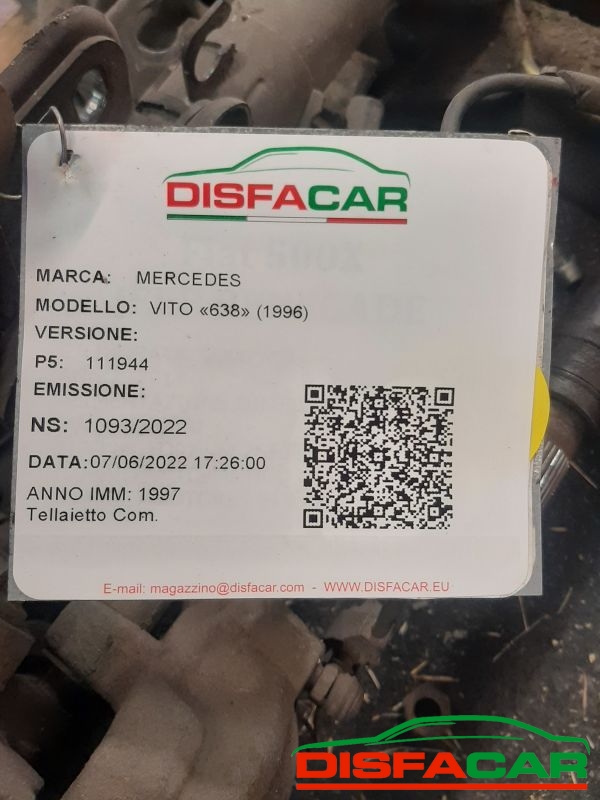 DISFACAR
MARCA: MERCEDES
MODELLO: VITO «638» (1996)
VERSIONE:
P5: 111944
EMISSIONE:
NS: 1093/2022
DATA:07/06/2022 17:26:00
ANNO IMM: 1997
Tellaietto Com.
E-mail: magazzino@disfacar.com - WWW.DISFACAR.EU
DISFACAR